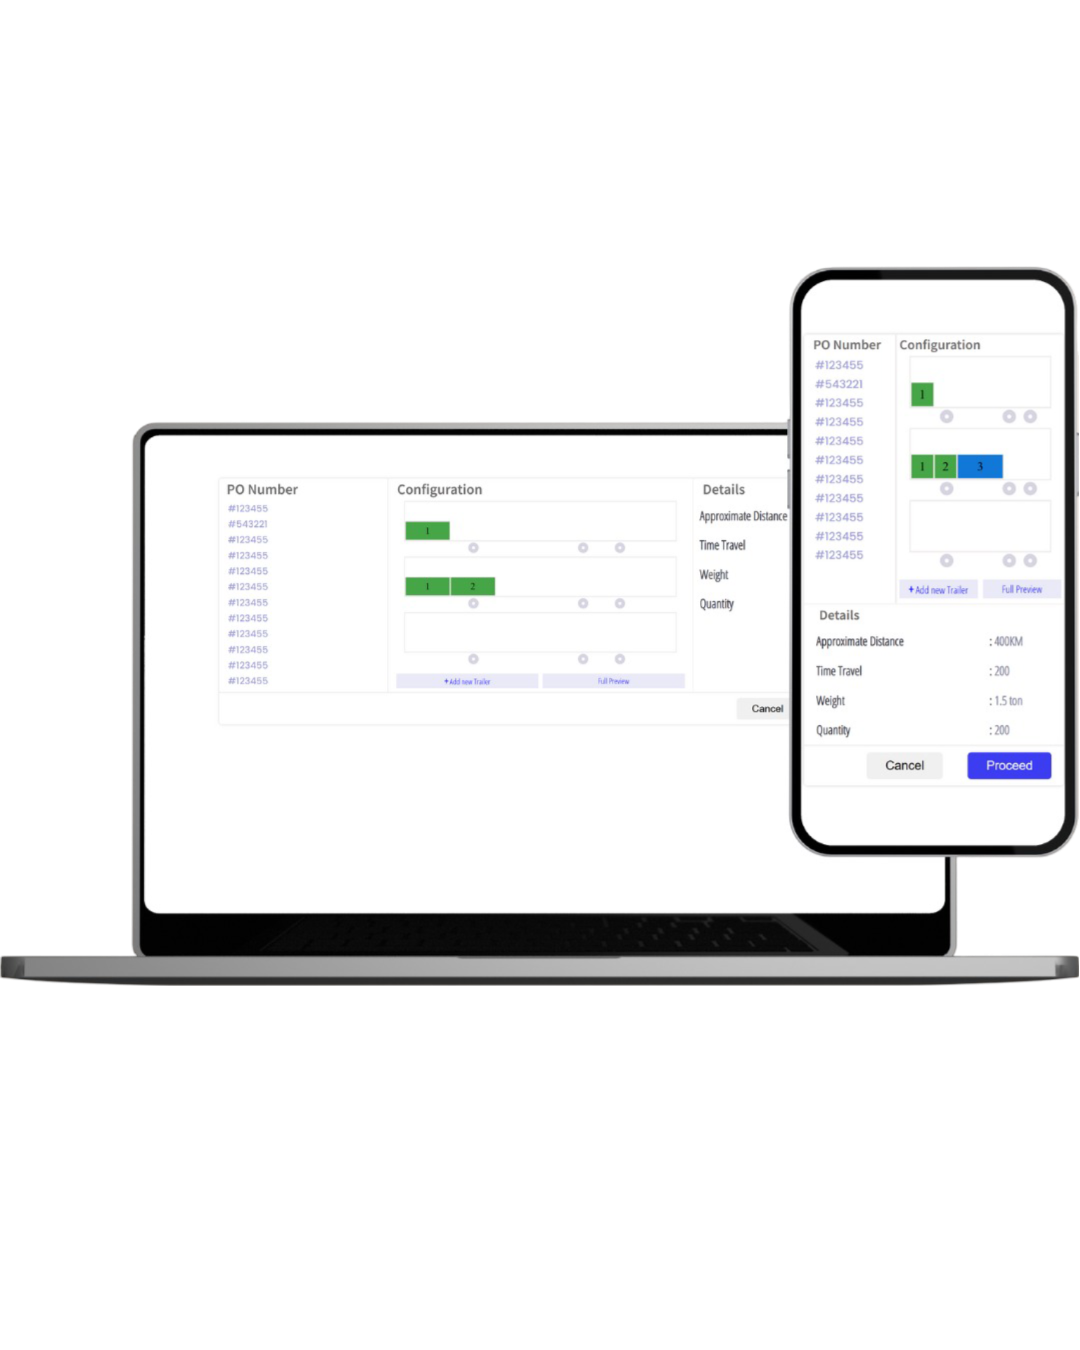 PO Number
#123455
#543221
#123455
#123455
#123455
#123455
#123455
#123455
#123455
#123455
#123455
#123455
Configuration
1
1 2
+ Add new Trailer Full Preview
Details
Approximate Distance
Time Travel
Weight
Quantity
Cancel
PO Number
#123455
#543221
#123455
#123455
#123455
#123455
#123455
#123455
#123455
#123455
#123455
Configuration
1
1 2 3
+ Add new Trailer Full Preview
Details
Approximate Distance : 400KM
Time Travel : 200
Weight : 1.5 ton
Quantity : 200
Cancel Proceed